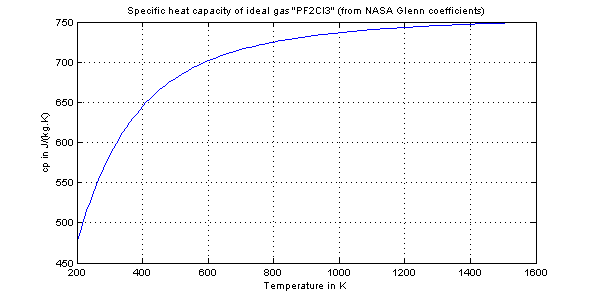 Specific heat capacity of ideal gas "PF2Cl3" (from NASA Glenn coefficients)
750
700
650
600
550
500
450
cp in J/(kg.K)
200 400 600 800 1000 1200 1400 1600
Temperature in K